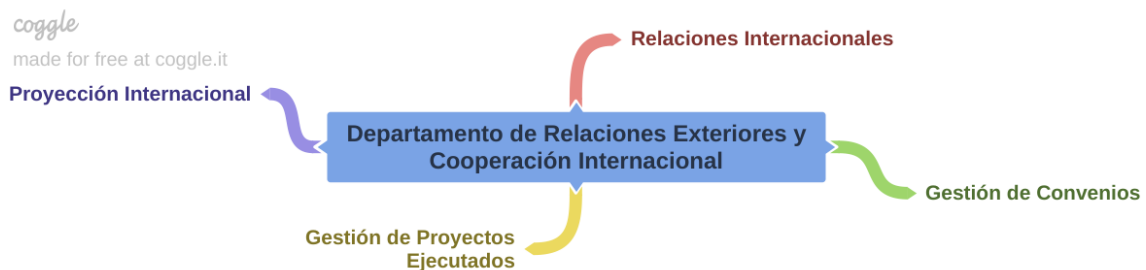 coggle
made for free at coggle.it
Relaciones Internacionales
Proyección Internacional
Departamento de Relaciones Exteriores y
Cooperación Internacional
Gestión de Convenios
Gestión de Proyectos
Ejecutados